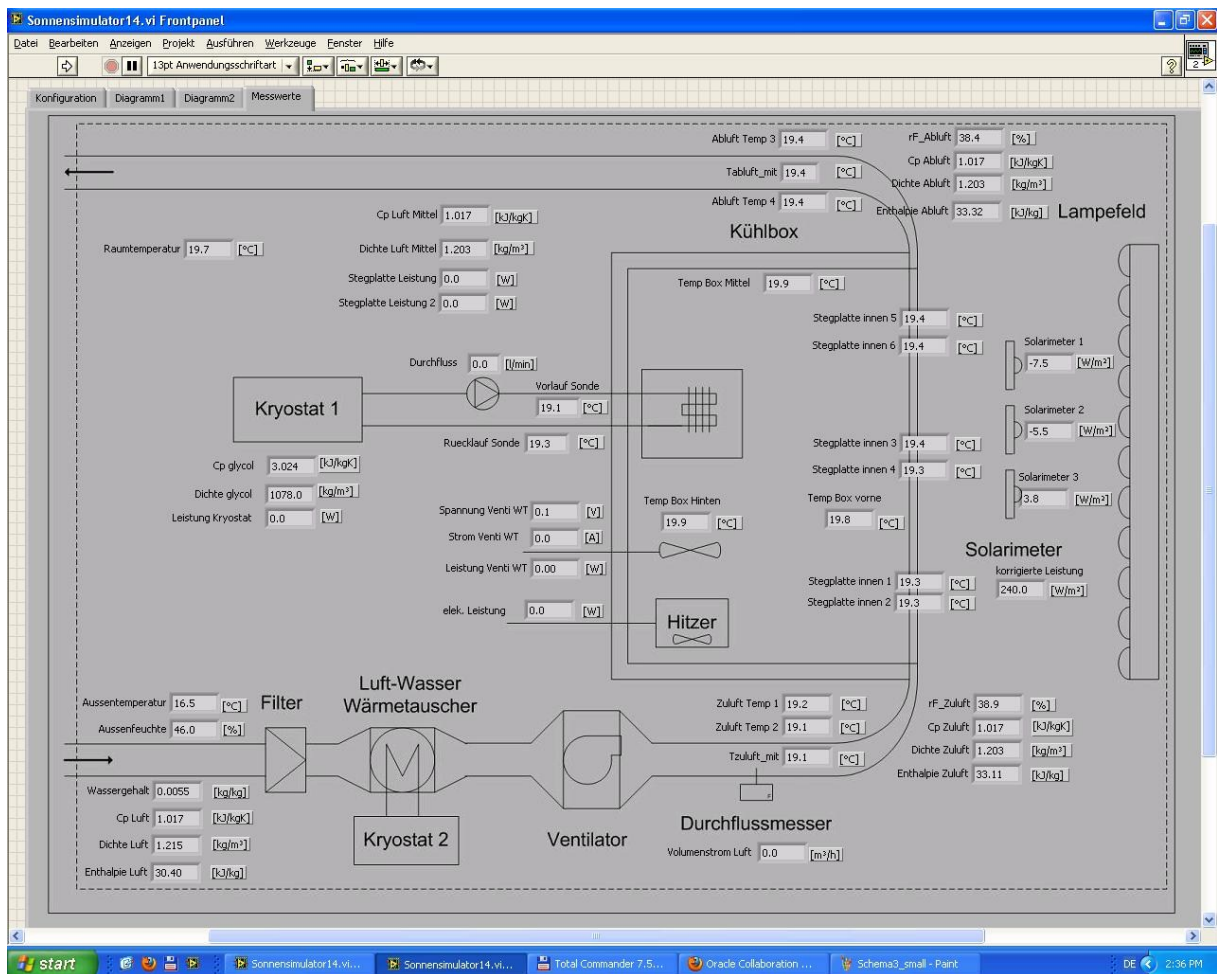 Sonnensimulator14.vi Frontpanel
Datei Bearbeiten Anzeigen Projekt Ausführen Werkzeuge Fenster Hilfe
13pt Anwendungsschriftart
2
Konfiguration Diagramm1 Diagramm2 Messwerte
Abluft Temp 3 19.4 [°C]
Tabluft_mit 19.4 [°C]
Abluft Temp 4 19.4 [°C]
rF_Abluft 38.4 [%]
Cp Abluft 1.017 [kJ/kgK]
Dichte Abluft 1.203 [kg/m³]
Enthalpie Abluft 33.32 [kJ/kg]
Lampefeld
Kühlbox
Raumtemperatur 19.7 [°C]
Cp Luft Mittel 1.017 [kJ/kgK]
Dichte Luft Mittel 1.203 [kg/m³]
Stegplatte Leistung 0.0 [W]
Stegplatte Leistung 2 0.0 [W]
Temp Box Mittel 19.9 [°C]
Stegplatte innen 5 19.4 [°C]
Stegplatte innen 6 19.4 [°C]
Solarimeter 1
-7.5 [W/m²]
Durchfluss 0.0 [l/min]
Kryostat 1
Vorlauf Sonde
19.1 [°C]
Ruecklauf Sonde 19.3 [°C]
Solarimeter 2
-5.5 [W/m²]
Stegplatte innen 3 19.4 [°C]
Stegplatte innen 4 19.3 [°C]
Solarimeter 3
3.8 [W/m²]
Cp glycol 3.024 [kJ/kgK]
Dichte glycol 1078.0 [kg/m³]
Leistung Kryostat 0.0 [W]
Spannung Venti WT 0.1 [V]
Strom Venti WT 0.0 [A]
Leistung Venti WT 0.00 [W]
Temp Box Hinten
19.9 [°C]
Temp Box vorne
19.8 [°C]
Solarimeter
korrigierte Leistung
240.0 [W/m²]
Stegplatte innen 1 19.3 [°C]
Stegplatte innen 2 19.3 [°C]
elek. Leistung 0.0 [W]
Hitzer
Aussentemperatur 16.5 [°C]
Aussenfeuchte 46.0 [%]
Filter
Luft-Wasser
Wärmetauscher
Zuluft Temp 1 19.2 [°C]
Zuluft Temp 2 19.1 [°C]
Tzuluft_mit 19.1 [°C]
rF_Zuluft 38.9 [%]
Cp Zuluft 1.017 [kJ/kgK]
Dichte Zuluft 1.203 [kg/m³]
Enthalpie Zuluft 33.11 [kJ/kg]
Wassergehalt 0.0055 [kg/kg]
Cp Luft 1.017 [kJ/kgK]
Dichte Luft 1.215 [kg/m³]
Enthalpie Luft 30.40 [kJ/kg]
Kryostat 2
Ventilator
Durchflussmesser
Volumenstrom Luft 0.0 [m³/h]
start Sonnensimulator14.vi... Sonnensimulator14.vi... Total Commander 7.5... Oracle Collaboration ... Schema3_small - Paint DE 2:36 PM